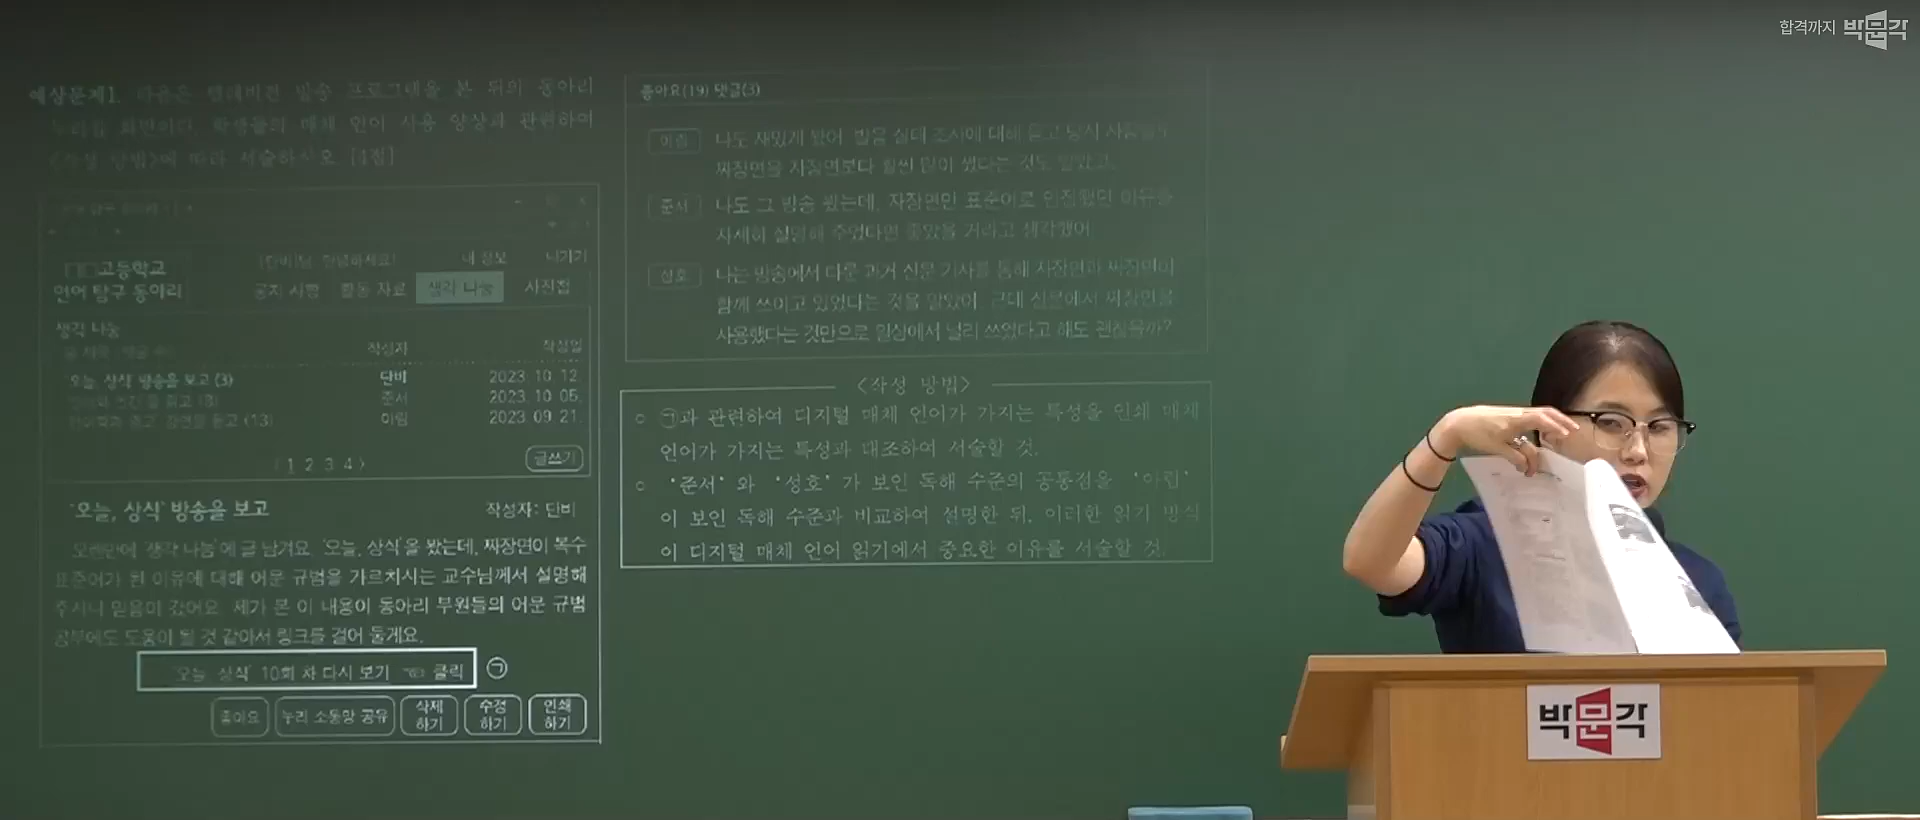 합격까지 박문각
예상문제1. 다음은 텔레비전 방송 프로그램을 본 뒤의 동아리
누리집 화면이다. 학생들의 매체 언어 사용 양상과 관련하여
<작성 방법>에 따라 서술하시오. [4점]
□□고등학교
언어 탐구 동아리
[단비]님, 안녕하세요!
내 정보
나가기
공지 사항
활동 자료
생각 나눔
사진첩
생각 나눔
작성자
작성일
오늘, 상식 방송을 보고 (3)
단비
2023. 10. 12.
준서
2023. 10. 05.
듣고 (13)
아림
2023. 09. 21.
1 2 3 4
글쓰기
'오늘, 상식' 방송을 보고
작성자: 단비
오랜만에 '생각 나눔'에 글 남겨요. '오늘, 상식'을 봤는데, 짜장면이 복수
표준어가 된 이유에 대해 어문 규범을 가르치시는 교수님께서 설명해
주시니 믿음이 갔어요. 제가 본 이 내용이 동아리 부원들의 어문 규범
공부에도 도움이 될 것 같아서 링크를 걸어 둘게요.
'오늘, 상식' 10회 차 다시 보기 ☜ 클릭
㉠
좋아요
누리 소통망 공유
삭제
하기
수정
하기
인쇄
하기
좋아요(19) 댓글(3)
아림
나도 재밌게 봤어. 발음 실태 조사에 대해 듣고 당시 사람들이
짜장면을 자장면보다 훨씬 많이 썼다는 것도 알았고.
준서
나도 그 방송 봤는데, 자장면만 표준어로 인정했던 이유를
자세히 설명해 주었다면 좋았을 거라고 생각했어.
성호
나는 방송에서 다룬 과거 신문 기사를 통해 자장면과 짜장면이
함께 쓰이고 있었다는 것을 알았어. 근데 신문에서 짜장면을
사용했다는 것만으로 일상에서 널리 쓰였다고 해도 괜찮을까?
<작성 방법>
○ ㉠과 관련하여 디지털 매체 언어가 가지는 특성을 인쇄 매체
언어가 가지는 특성과 대조하여 서술할 것.
○ '준서'와 '성호'가 보인 독해 수준의 공통점을 '아림'
이 보인 독해 수준과 비교하여 설명한 뒤, 이러한 읽기 방식
이 디지털 매체 언어 읽기에서 중요한 이유를 서술할 것.
박문각